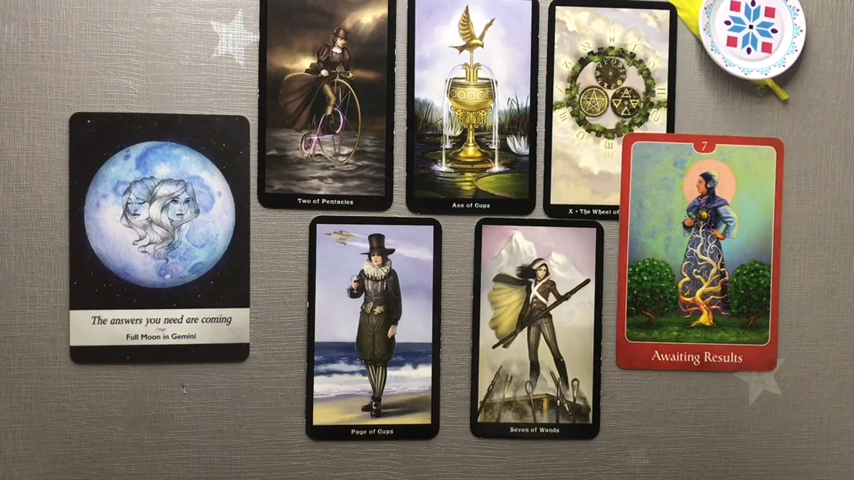 Two of Pentacles
Ace of Cups
X • The Wheel of
7
The answers you need are coming
Full Moon in Gemini
Awaiting Results
Page of Cups
Seven of Wands